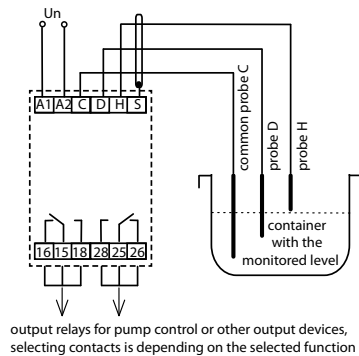 Un
A1 A2 C D H S
common probe C
probe D
probe H
container
with the
monitored level
16 15 18 28 25 26
output relays for pump control or other output devices,
selecting contacts is depending on the selected function